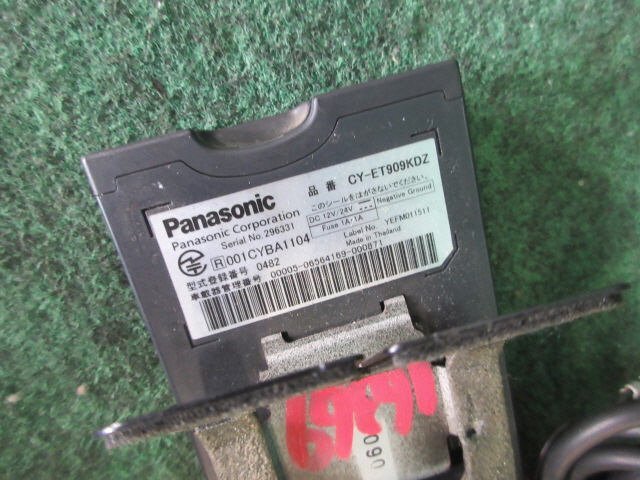 Panasonic 品番 CY-ET909KDZ
Panasonic Corporation このシールをはがさないでください。
Serial No. 296331 DC 12V/24V Negative Ground
Fuse 1A・1A
R 001CYBA1104 Label No. YEFM011511
Made in Thailand
型式登録番号 0482
車載器管理番号 00005-06564169-000871
090